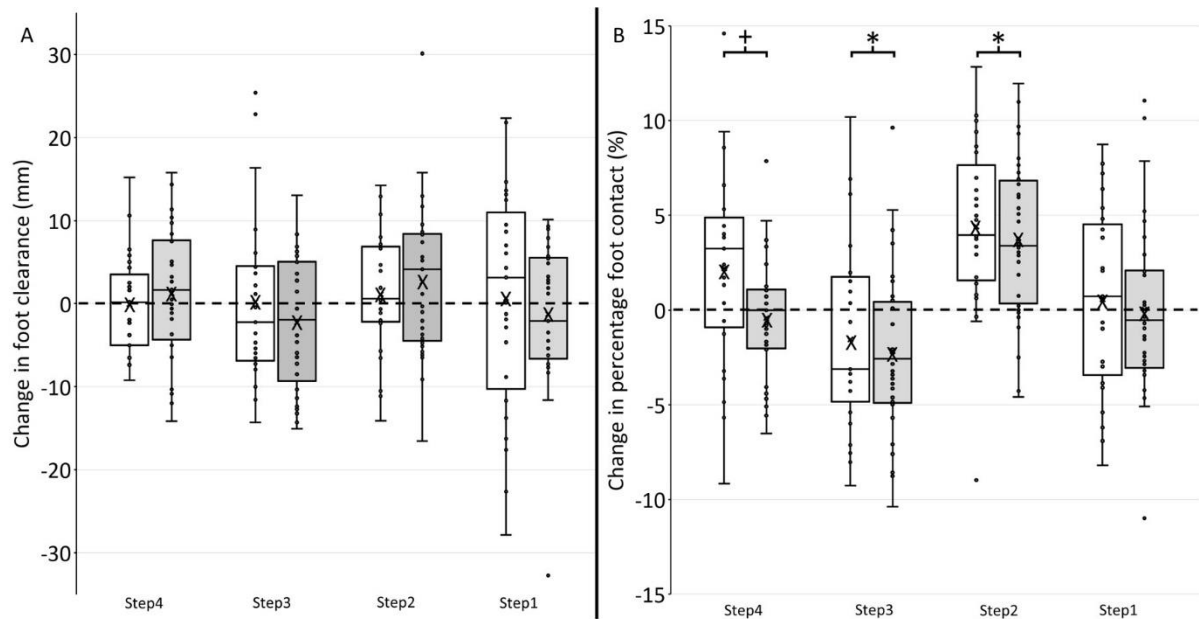 A
Change in foot clearance (mm)
30
20
10
0
-10
-20
-30
Step4 Step3 Step2 Step1
B
Change in percentage foot contact (%)
15
10
5
0
-5
-10
-15
+ * *
Step4 Step3 Step2 Step1